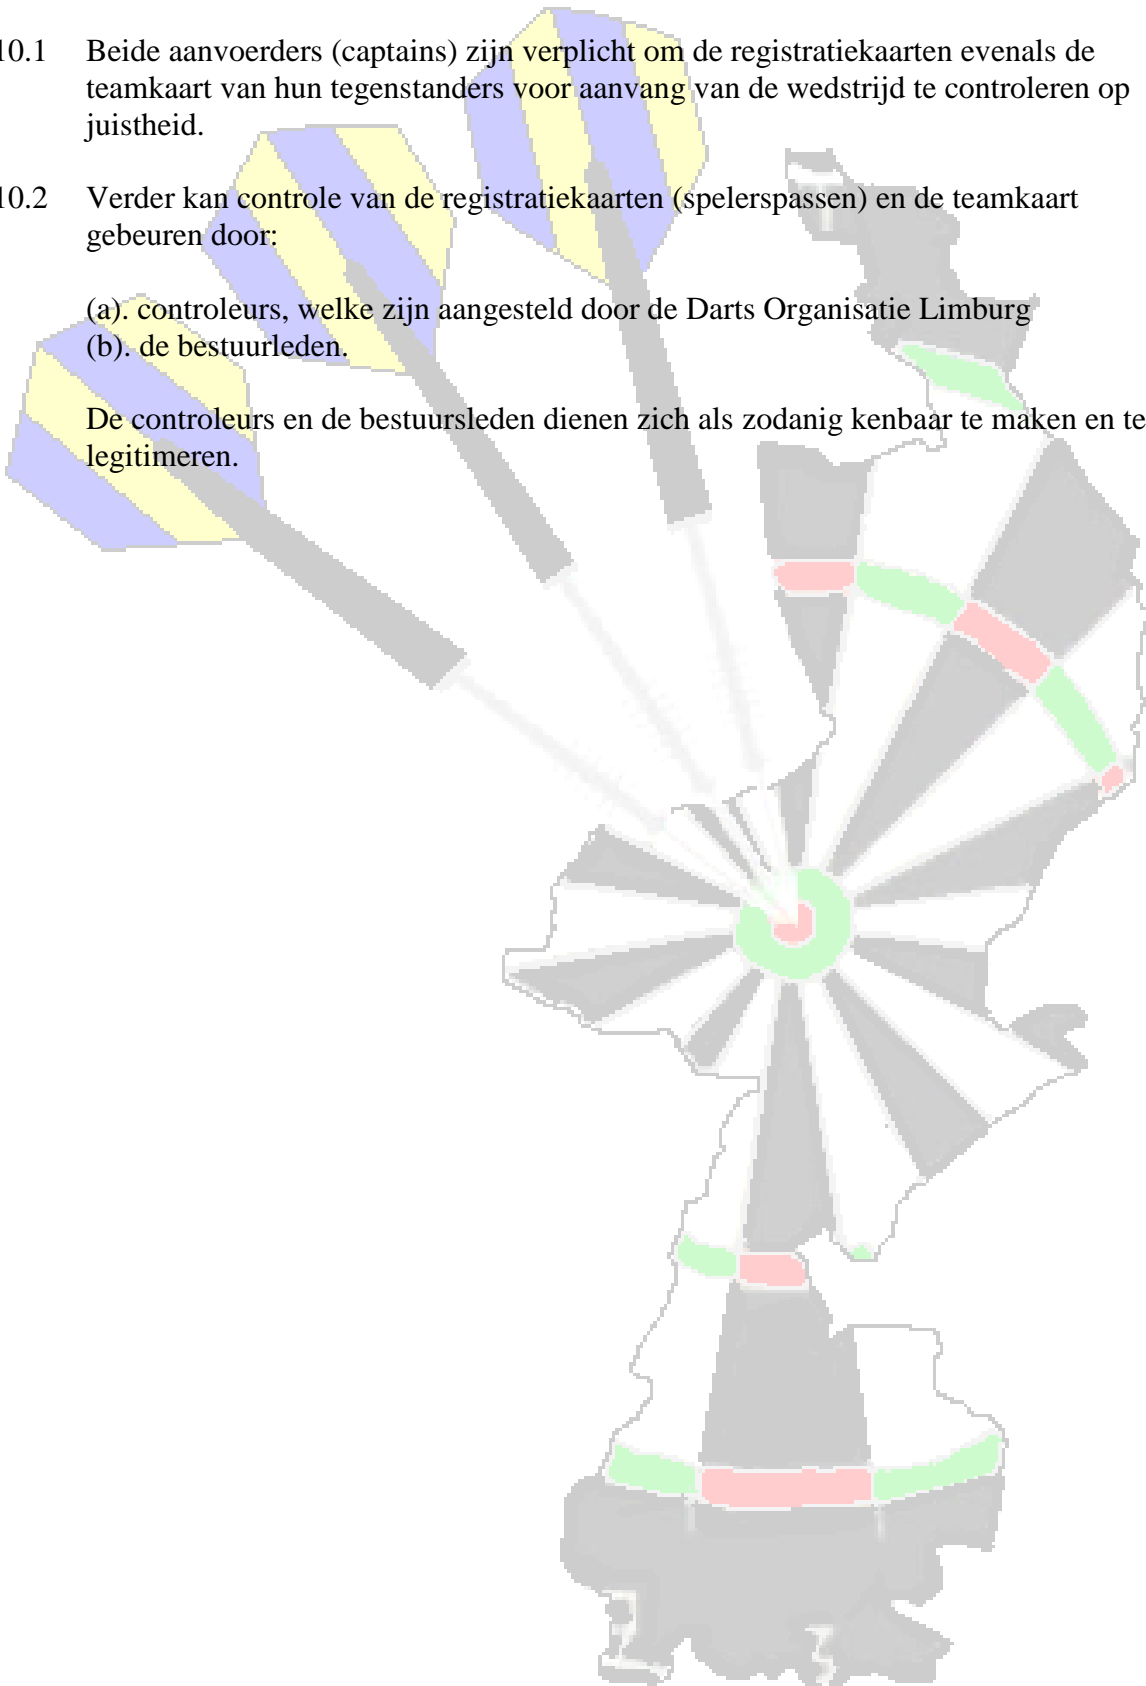 10.1 Beide aanvoerders (captains) zijn verplicht om de registratiekaarten evenals de
teamkaart van hun tegenstanders voor aanvang van de wedstrijd te controleren op
juistheid.
10.2 Verder kan controle van de registratiekaarten (spelerspassen) en de teamkaart
gebeuren door:
(a). controleurs, welke zijn aangesteld door de Darts Organisatie Limburg
(b). de bestuurleden.
De controleurs en de bestuursleden dienen zich als zodanig kenbaar te maken en te
legitimeren.